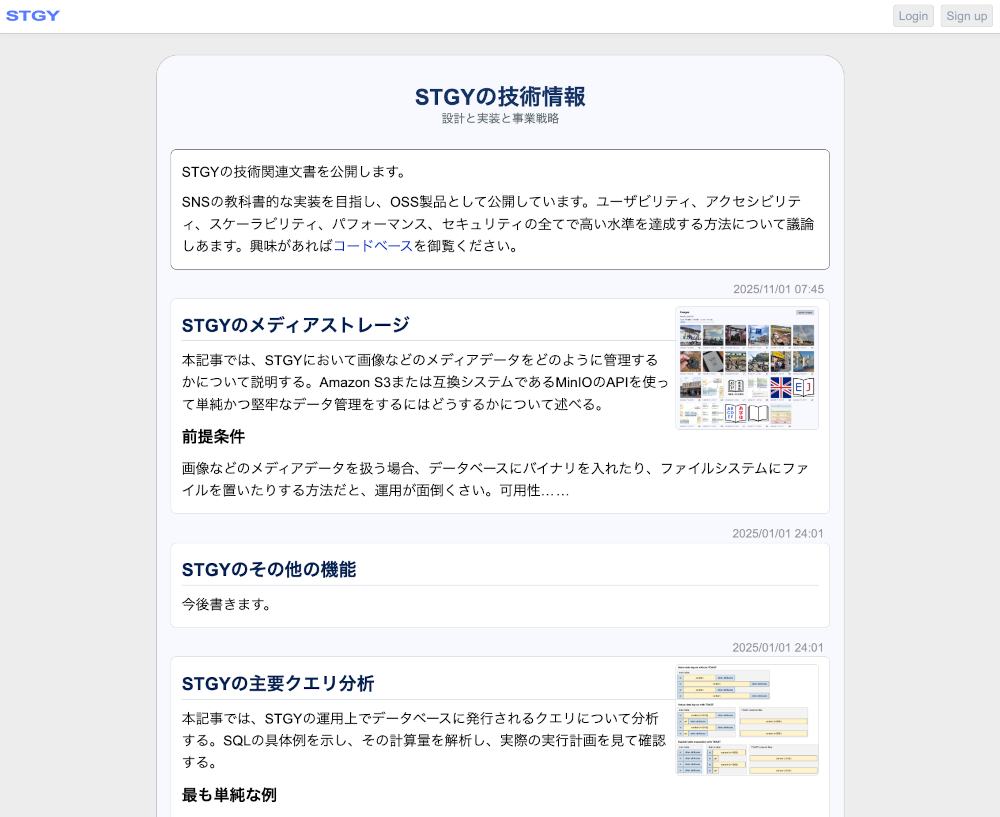 STGY
Login
Sign up
STGYの技術情報
設計と実装と事業戦略
STGYの技術関連文書を公開します。
SNSの教科書的な実装を目指し、OSS製品として公開しています。ユーザビリティ、アクセシビリテ
ィ、スケーラビリティ、パフォーマンス、セキュリティの全てで高い水準を達成する方法について議論
しあます。興味があればコードベースを御覧ください。
2025/11/01 07:45
STGYのメディアストレージ
本記事では、STGYにおいて画像などのメディアデータをどのように管理する
かについて説明する。Amazon S3または互換システムであるMinIOのAPIを使っ
て単純かつ堅牢なデータ管理をするにはどうするかについて述べる。
前提条件
画像などのメディアデータを扱う場合、データベースにバイナリを入れたり、ファイルシステムにファ
イルを置いたりする方法だと、運用が面倒くさい。可用性……
2025/01/01 24:01
STGYのその他の機能
今後書きます。
2025/01/01 24:01
STGYの主要クエリ分析
本記事では、STGYの運用上でデータベースに発行されるクエリについて分析
する。SQLの具体例を示し、その計算量を解析し、実際の実行計画を見て確認
する。
最も単純な例